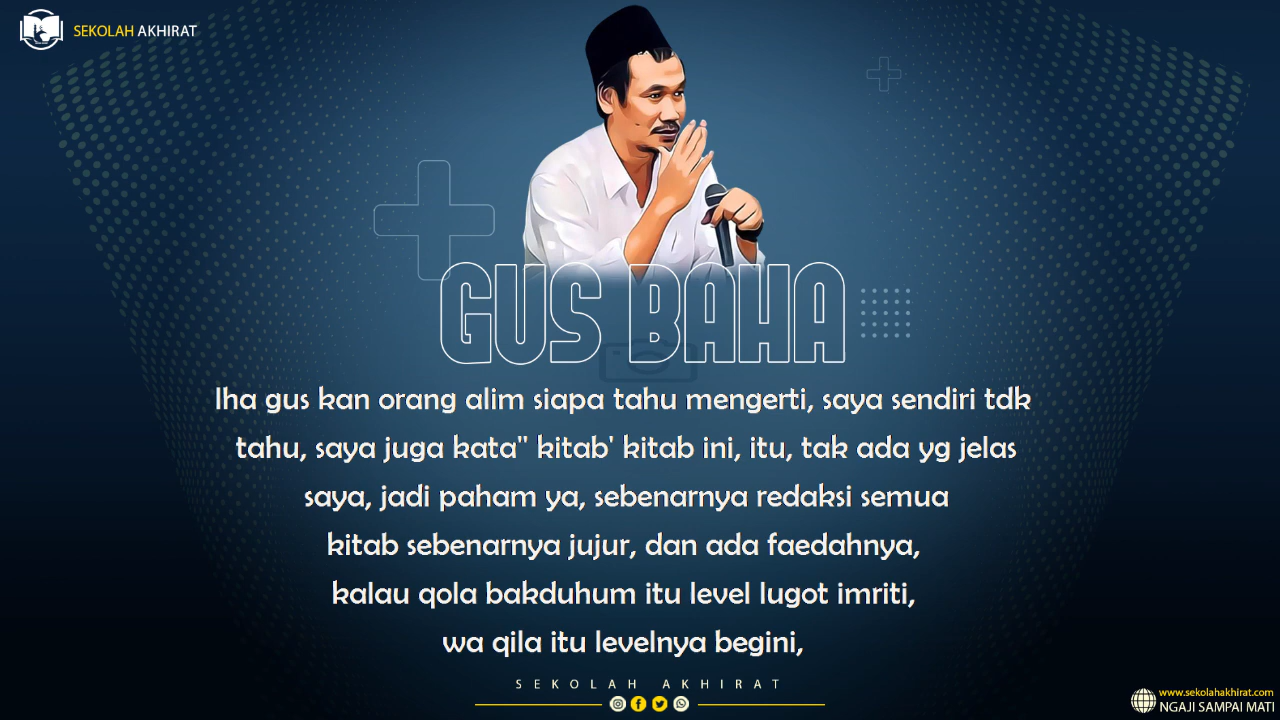 SEKOLAH AKHIRAT
GUS BAHA
lha gus kan orang alim siapa tahu mengerti, saya sendiri tdk
tahu, saya juga kata" kitab' kitab ini, itu, tak ada yg jelas
saya, jadi paham ya, sebenarnya redaksi semua
kitab sebenarnya jujur, dan ada faedahnya,
kalau qola bakduhum itu level lugot imriti,
wa qila itu levelnya begini,
SEKOLAH AKHIRAT
www.sekolahakhirat.com
NGAJI SAMPAI MATI